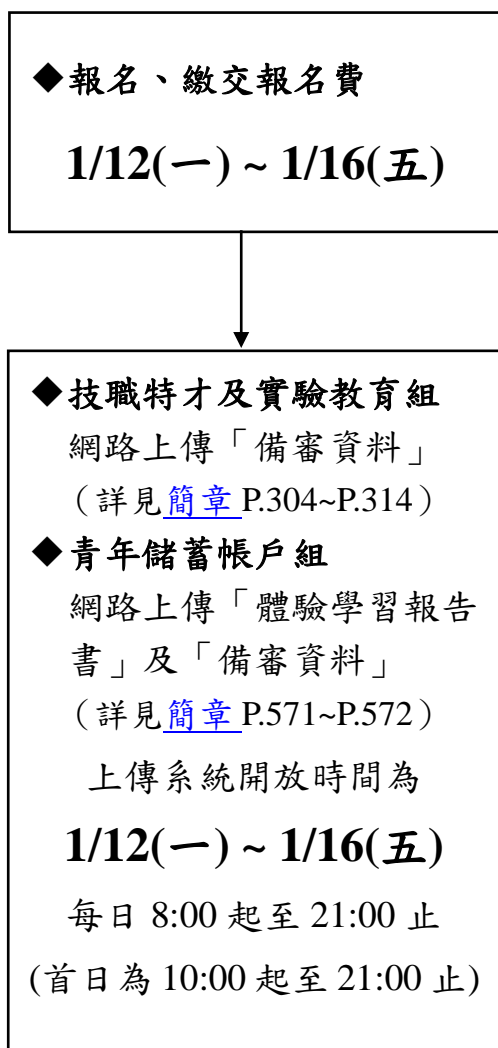 ◆報名、繳交報名費
1/12(一) ~ 1/16(五)
◆技職特才及實驗教育組
網路上傳「備審資料」
（詳見簡章 P.304~P.314）
◆青年儲蓄帳戶組
網路上傳「體驗學習報告
書」及「備審資料」
（詳見簡章 P.571~P.572）
上傳系統開放時間為
1/12(一) ~ 1/16(五)
每日 8:00 起至 21:00 止
(首日為 10:00 起至 21:00 止)